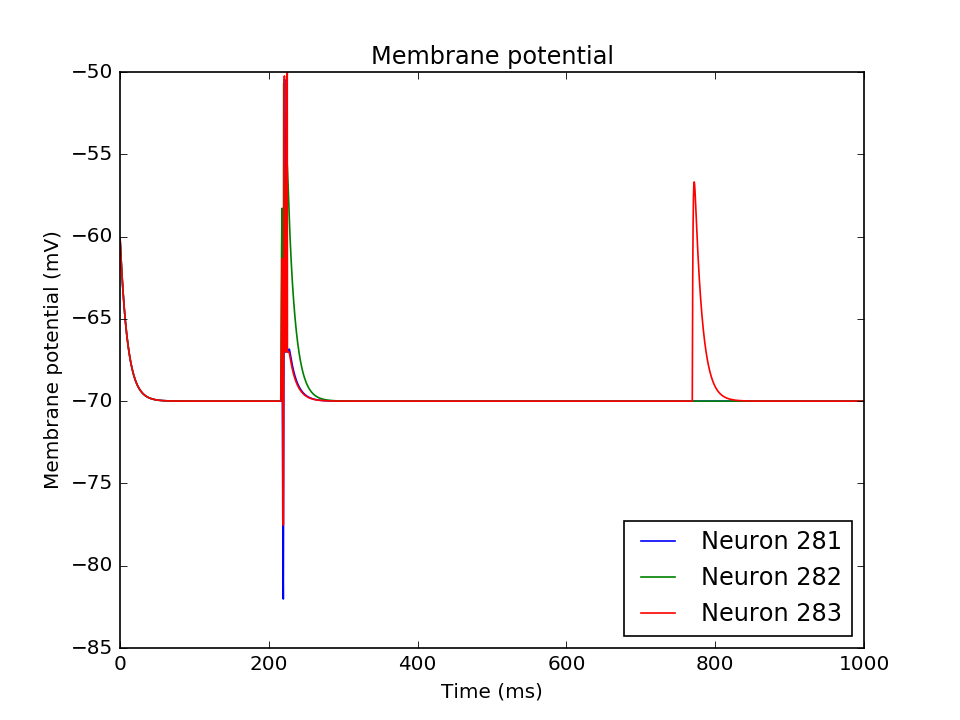 Membrane potential
Membrane potential (mV)
−50
−55
−60
−65
−70
−75
−80
−85
0 200 400 600 800 1000
Time (ms)
Neuron 281
Neuron 282
Neuron 283